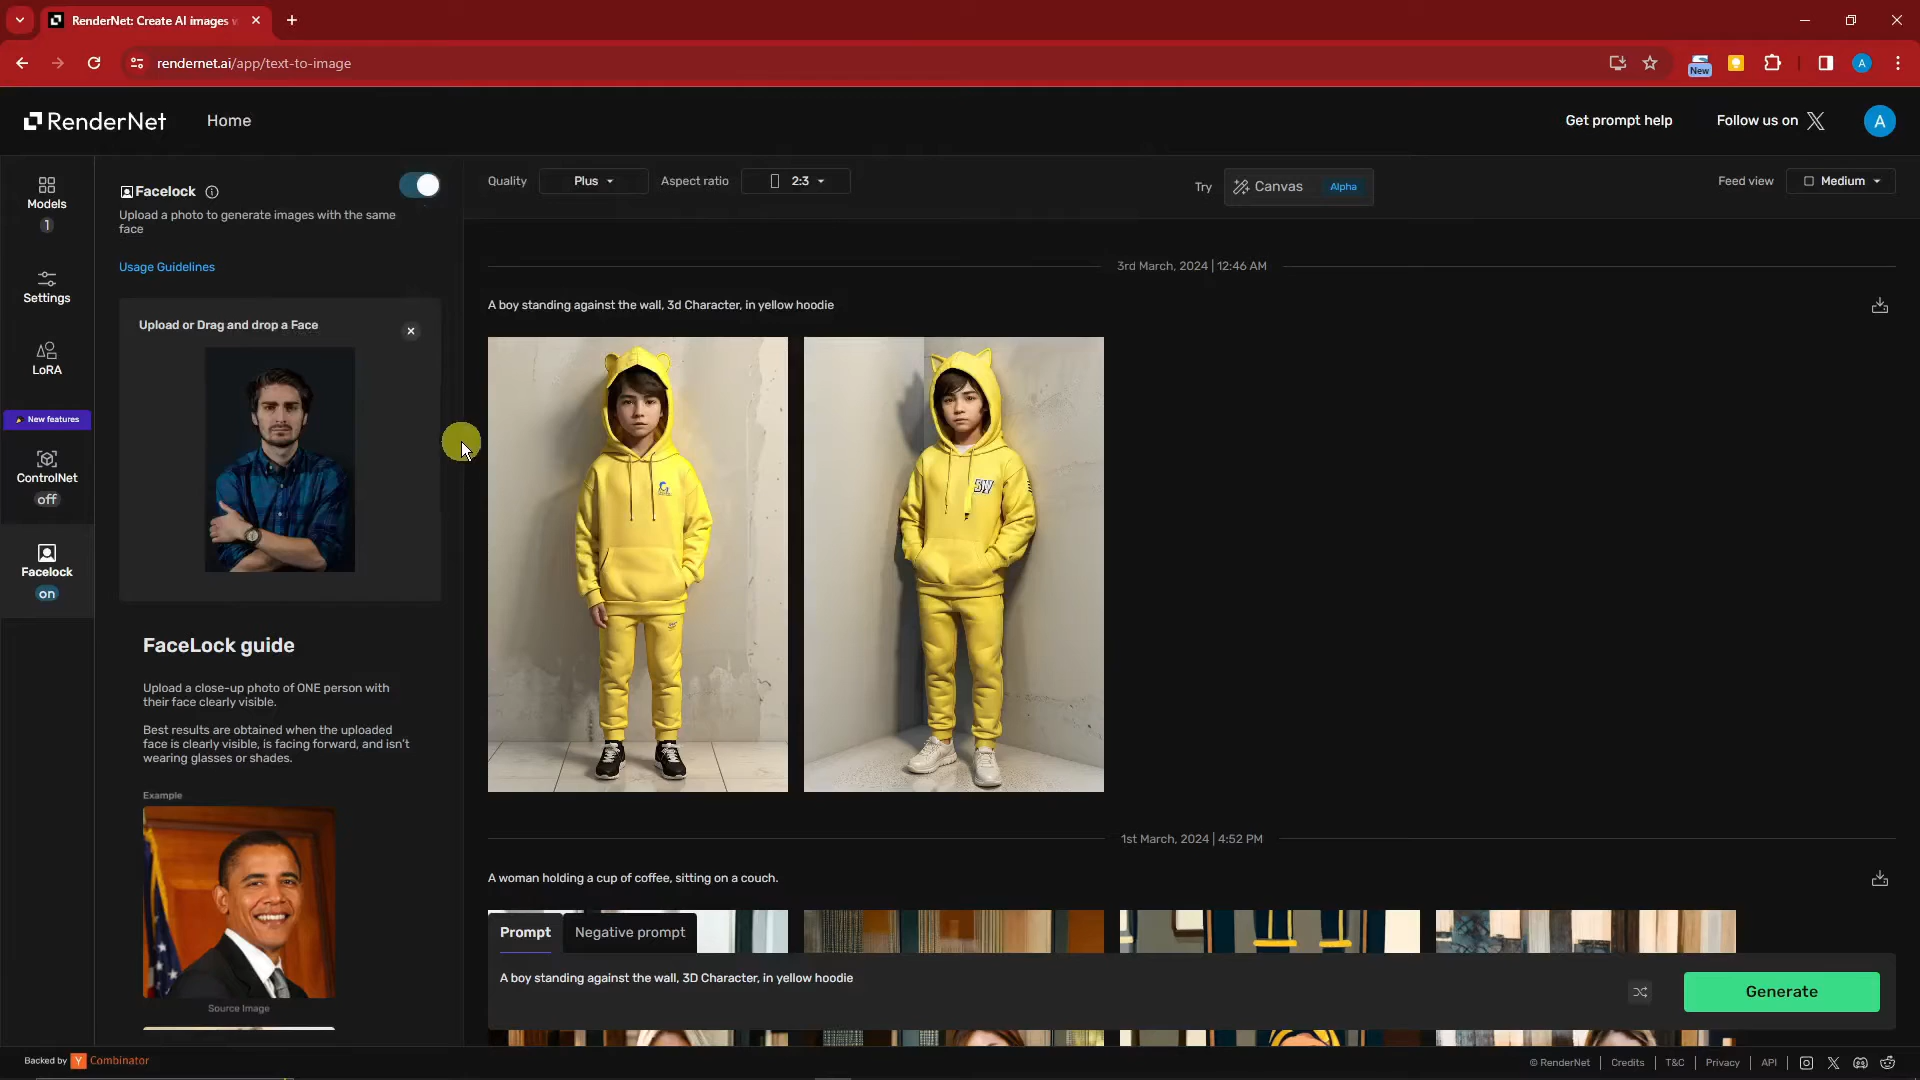 RenderNet: Create AI images w
rendernet.ai/app/text-to-image
New
A
RenderNet
Home
Get prompt help
Follow us on X
A
Models
1
Settings
LoRA
New features
ControlNet
off
Facelock
on
Facelock
Upload a photo to generate images with the same
face
Usage Guidelines
Upload or Drag and drop a Face
FaceLock guide
Upload a close-up photo of ONE person with
their face clearly visible.
Best results are obtained when the uploaded
face is clearly visible, is facing forward, and isn't
wearing glasses or shades.
Example
Source Image
Quality
Plus
Aspect ratio
2:3
Try
Canvas
Alpha
Feed view
Medium
3rd March, 2024 | 12:46 AM
A boy standing against the wall, 3d Character, in yellow hoodie
1st March, 2024 | 4:52 PM
A woman holding a cup of coffee, sitting on a couch.
Prompt
Negative prompt
A boy standing against the wall, 3D Character, in yellow hoodie
Generate
Backed by Y Combinator
© RenderNet
Credits
T&C
Privacy
API